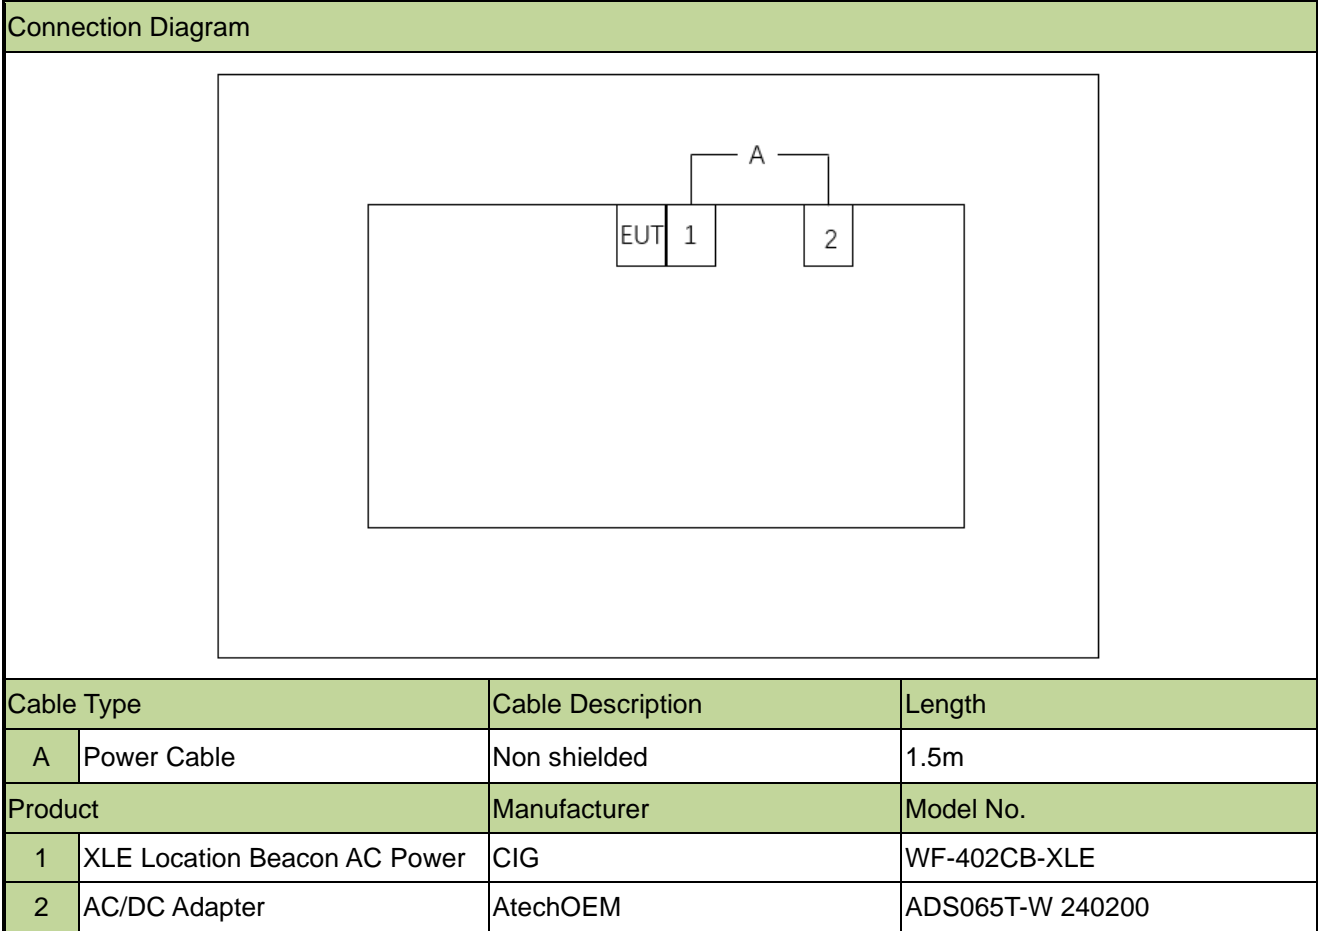 Connection Diagram
A
EUT 1 2
Cable Type Cable Description Length
A Power Cable Non shielded 1.5m
Product Manufacturer Model No.
1 XLE Location Beacon AC Power CIG WF-402CB-XLE
2 AC/DC Adapter AtechOEM ADS065T-W 240200